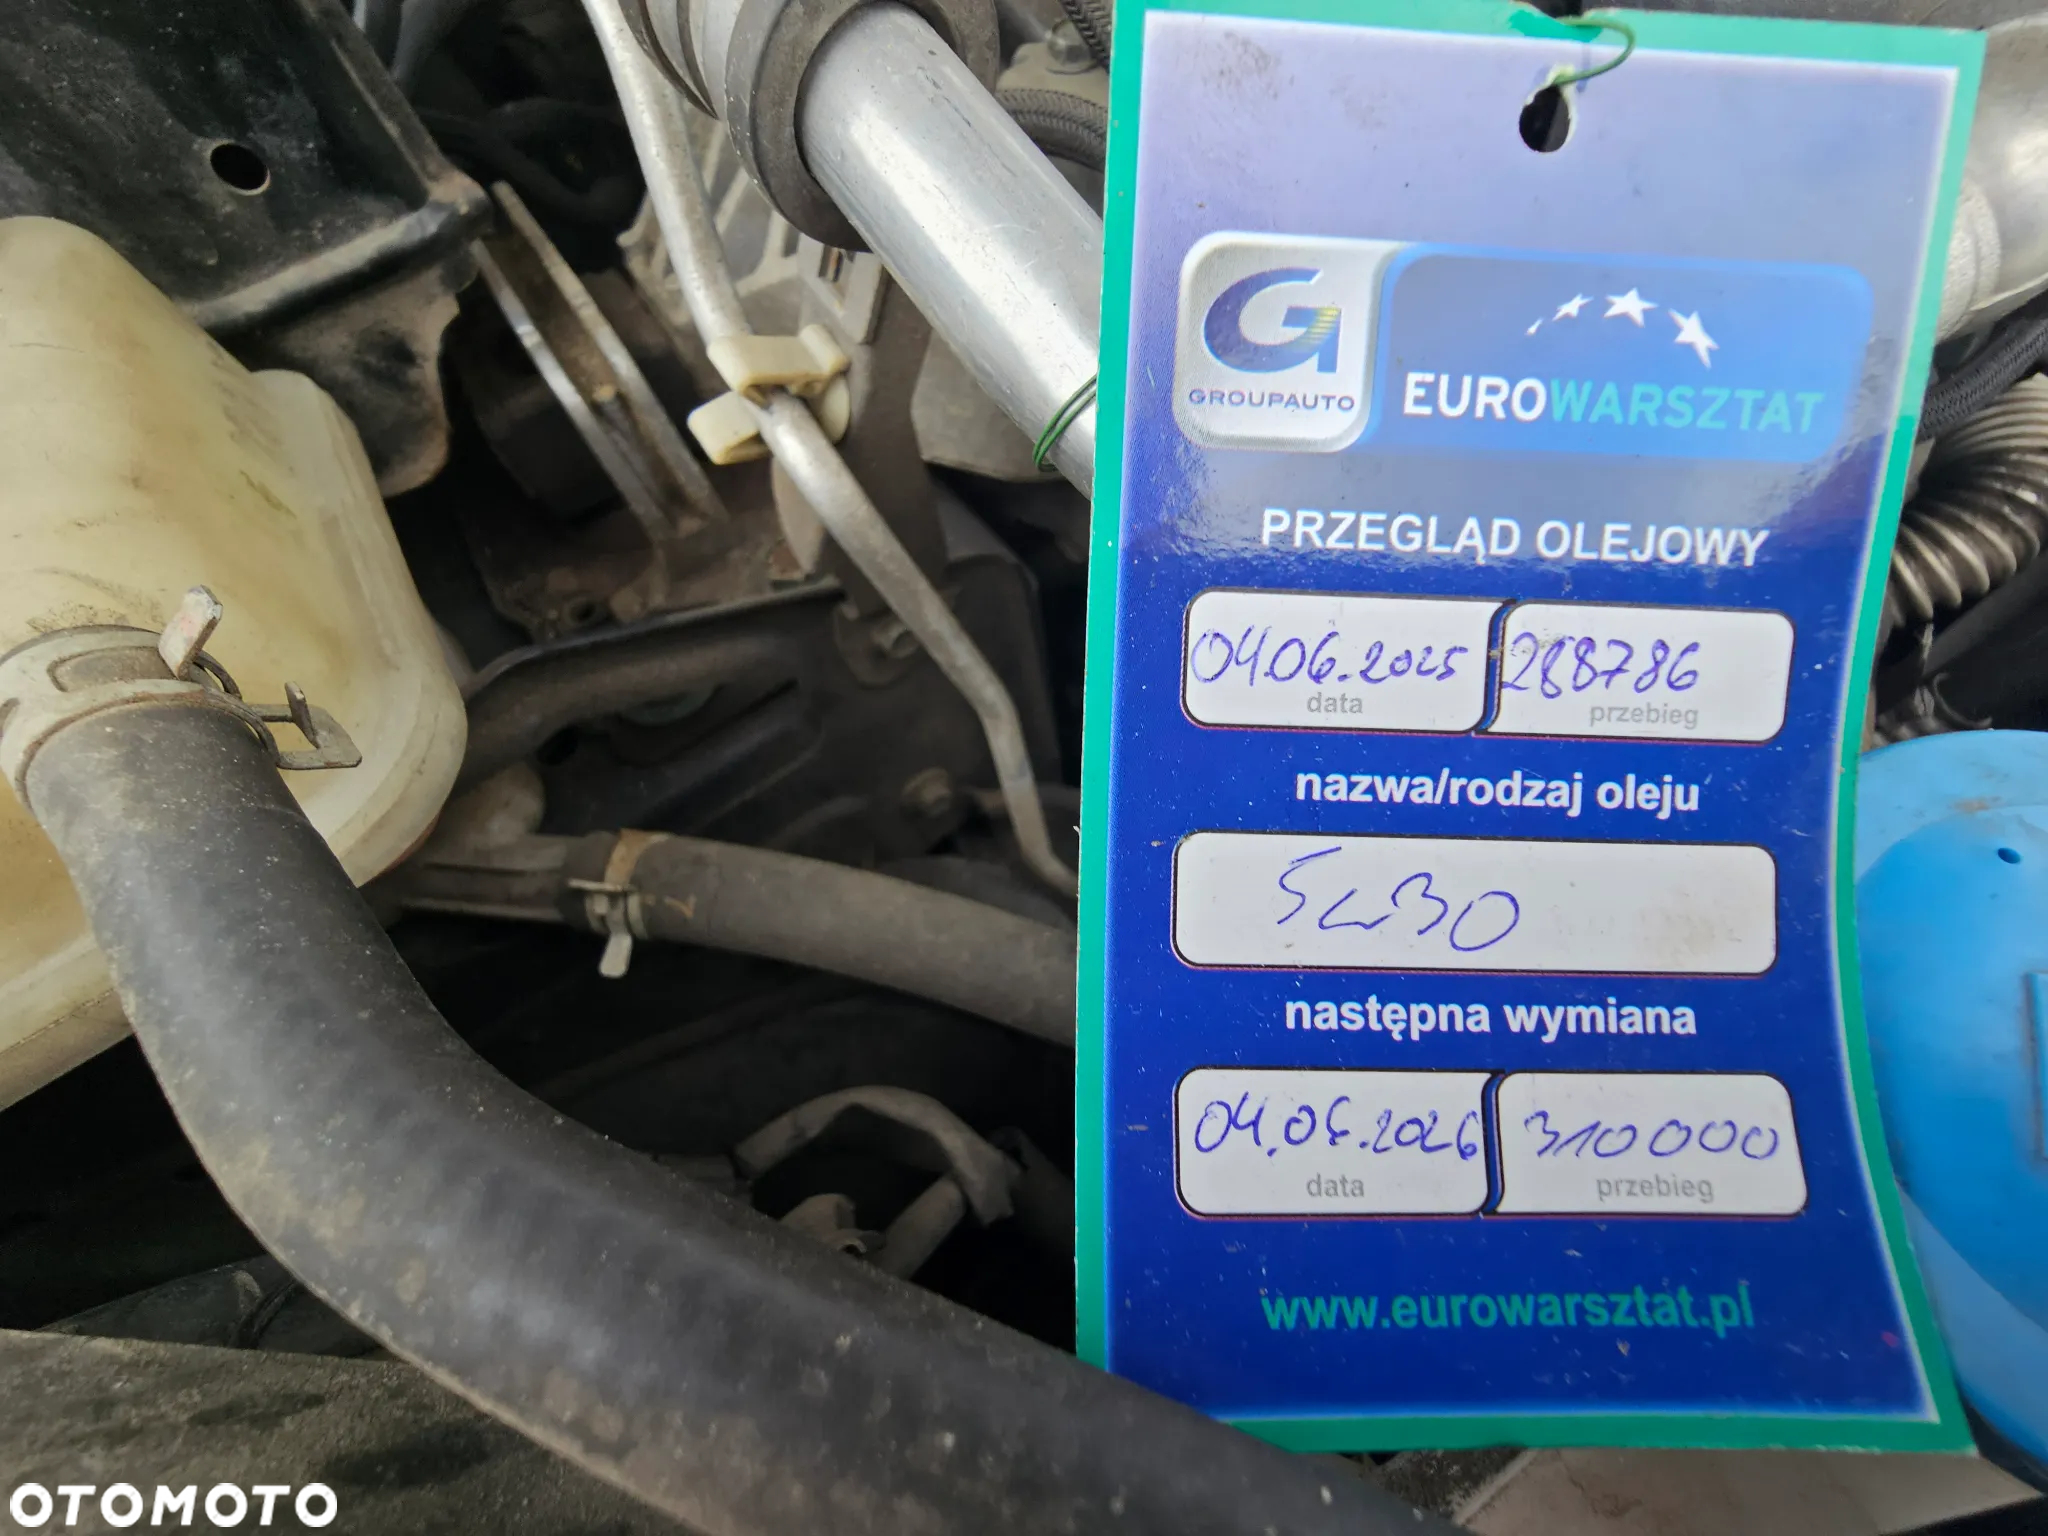 GROUPAUTO
EUROWARSZTAT
PRZEGLĄD OLEJOWY
04.06.2025 288786
data przebieg
nazwa/rodzaj oleju
5w30
następna wymiana
04.06.2026 310000
data przebieg
www.eurowarsztat.pl
OTOMOTO